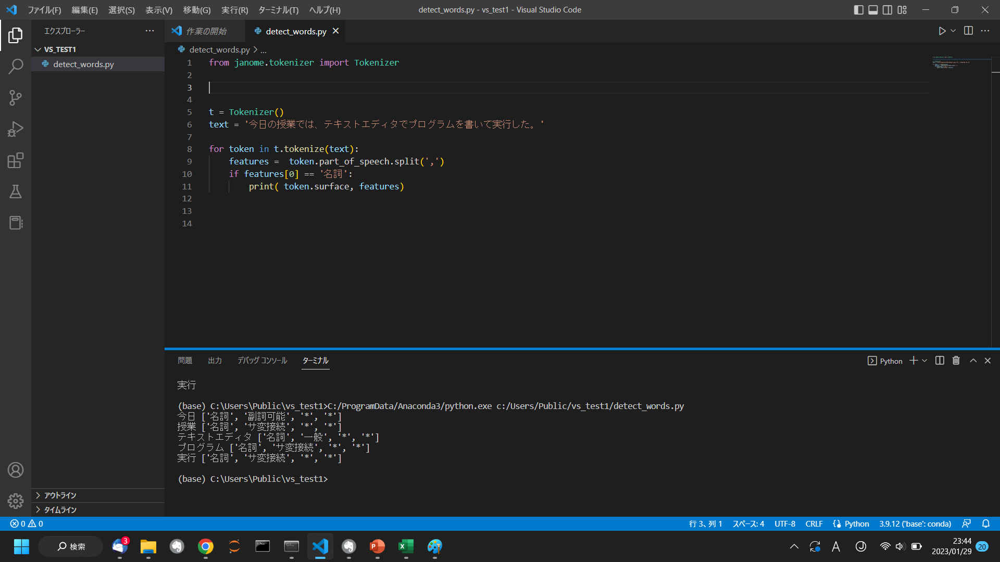 ファイル(F) 編集(E) 選択(S) 表示(V) 移動(G) 実行(R) ターミナル(T) ヘルプ(H) detect_words.py - vs_test1 - Visual Studio Code
エクスプローラー
VS_TEST1
detect_words.py
アウトライン
タイムライン
作業の開始 detect_words.py
detect_words.py > ...
1 from janome.tokenizer import Tokenizer
2
3
4
5 t = Tokenizer()
6 text = '今日の授業では、テキストエディタでプログラムを書いて実行した。'
7
8 for token in t.tokenize(text):
9     features =  token.part_of_speech.split(',')
10     if features[0] == '名詞':
11         print( token.surface, features)
12
13
14
問題 出力 デバッグ コンソール ターミナル Python
実行
(base) C:\Users\Public\vs_test1>C:/ProgramData/Anaconda3/python.exe c:/Users/Public/vs_test1/detect_words.py
今日 ['名詞', '副詞可能', '*', '*']
授業 ['名詞', 'サ変接続', '*', '*']
テキストエディタ ['名詞', '一般', '*', '*']
プログラム ['名詞', 'サ変接続', '*', '*']
実行 ['名詞', 'サ変接続', '*', '*']
(base) C:\Users\Public\vs_test1>
0 0 行 3、列 1 スペース: 4 UTF-8 CRLF Python 3.9.12 ('base': conda)
検索 3 A J 23:44 20
2023/01/29